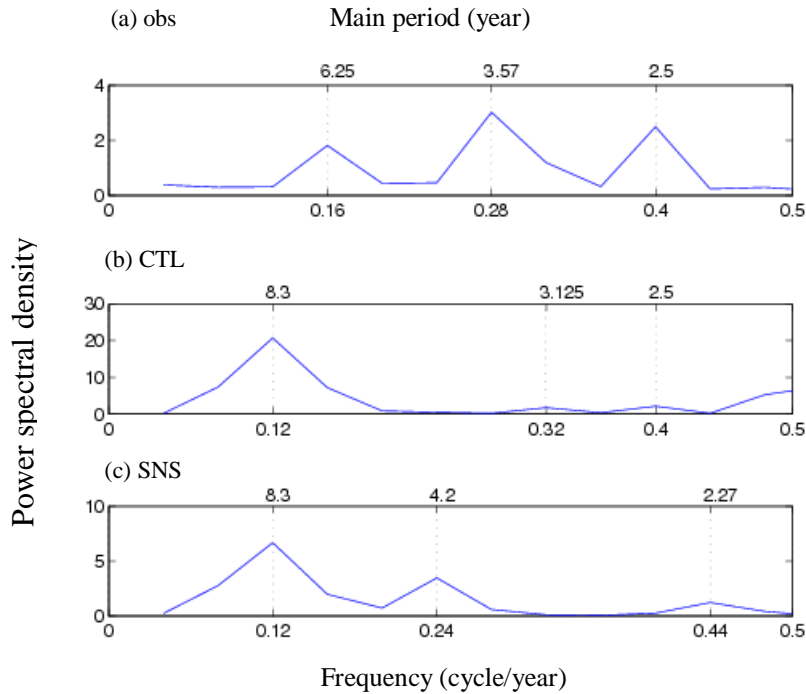 (a) obs Main period (year)
6.25 3.57 2.5
4
2
0
0 0.16 0.28 0.4 0.5
(b) CTL
8.3 3.125 2.5
30
20
10
0
0 0.12 0.32 0.4 0.5
(c) SNS
8.3 4.2 2.27
10
5
0
0 0.12 0.24 0.44 0.5
Power spectral density
Frequency (cycle/year)